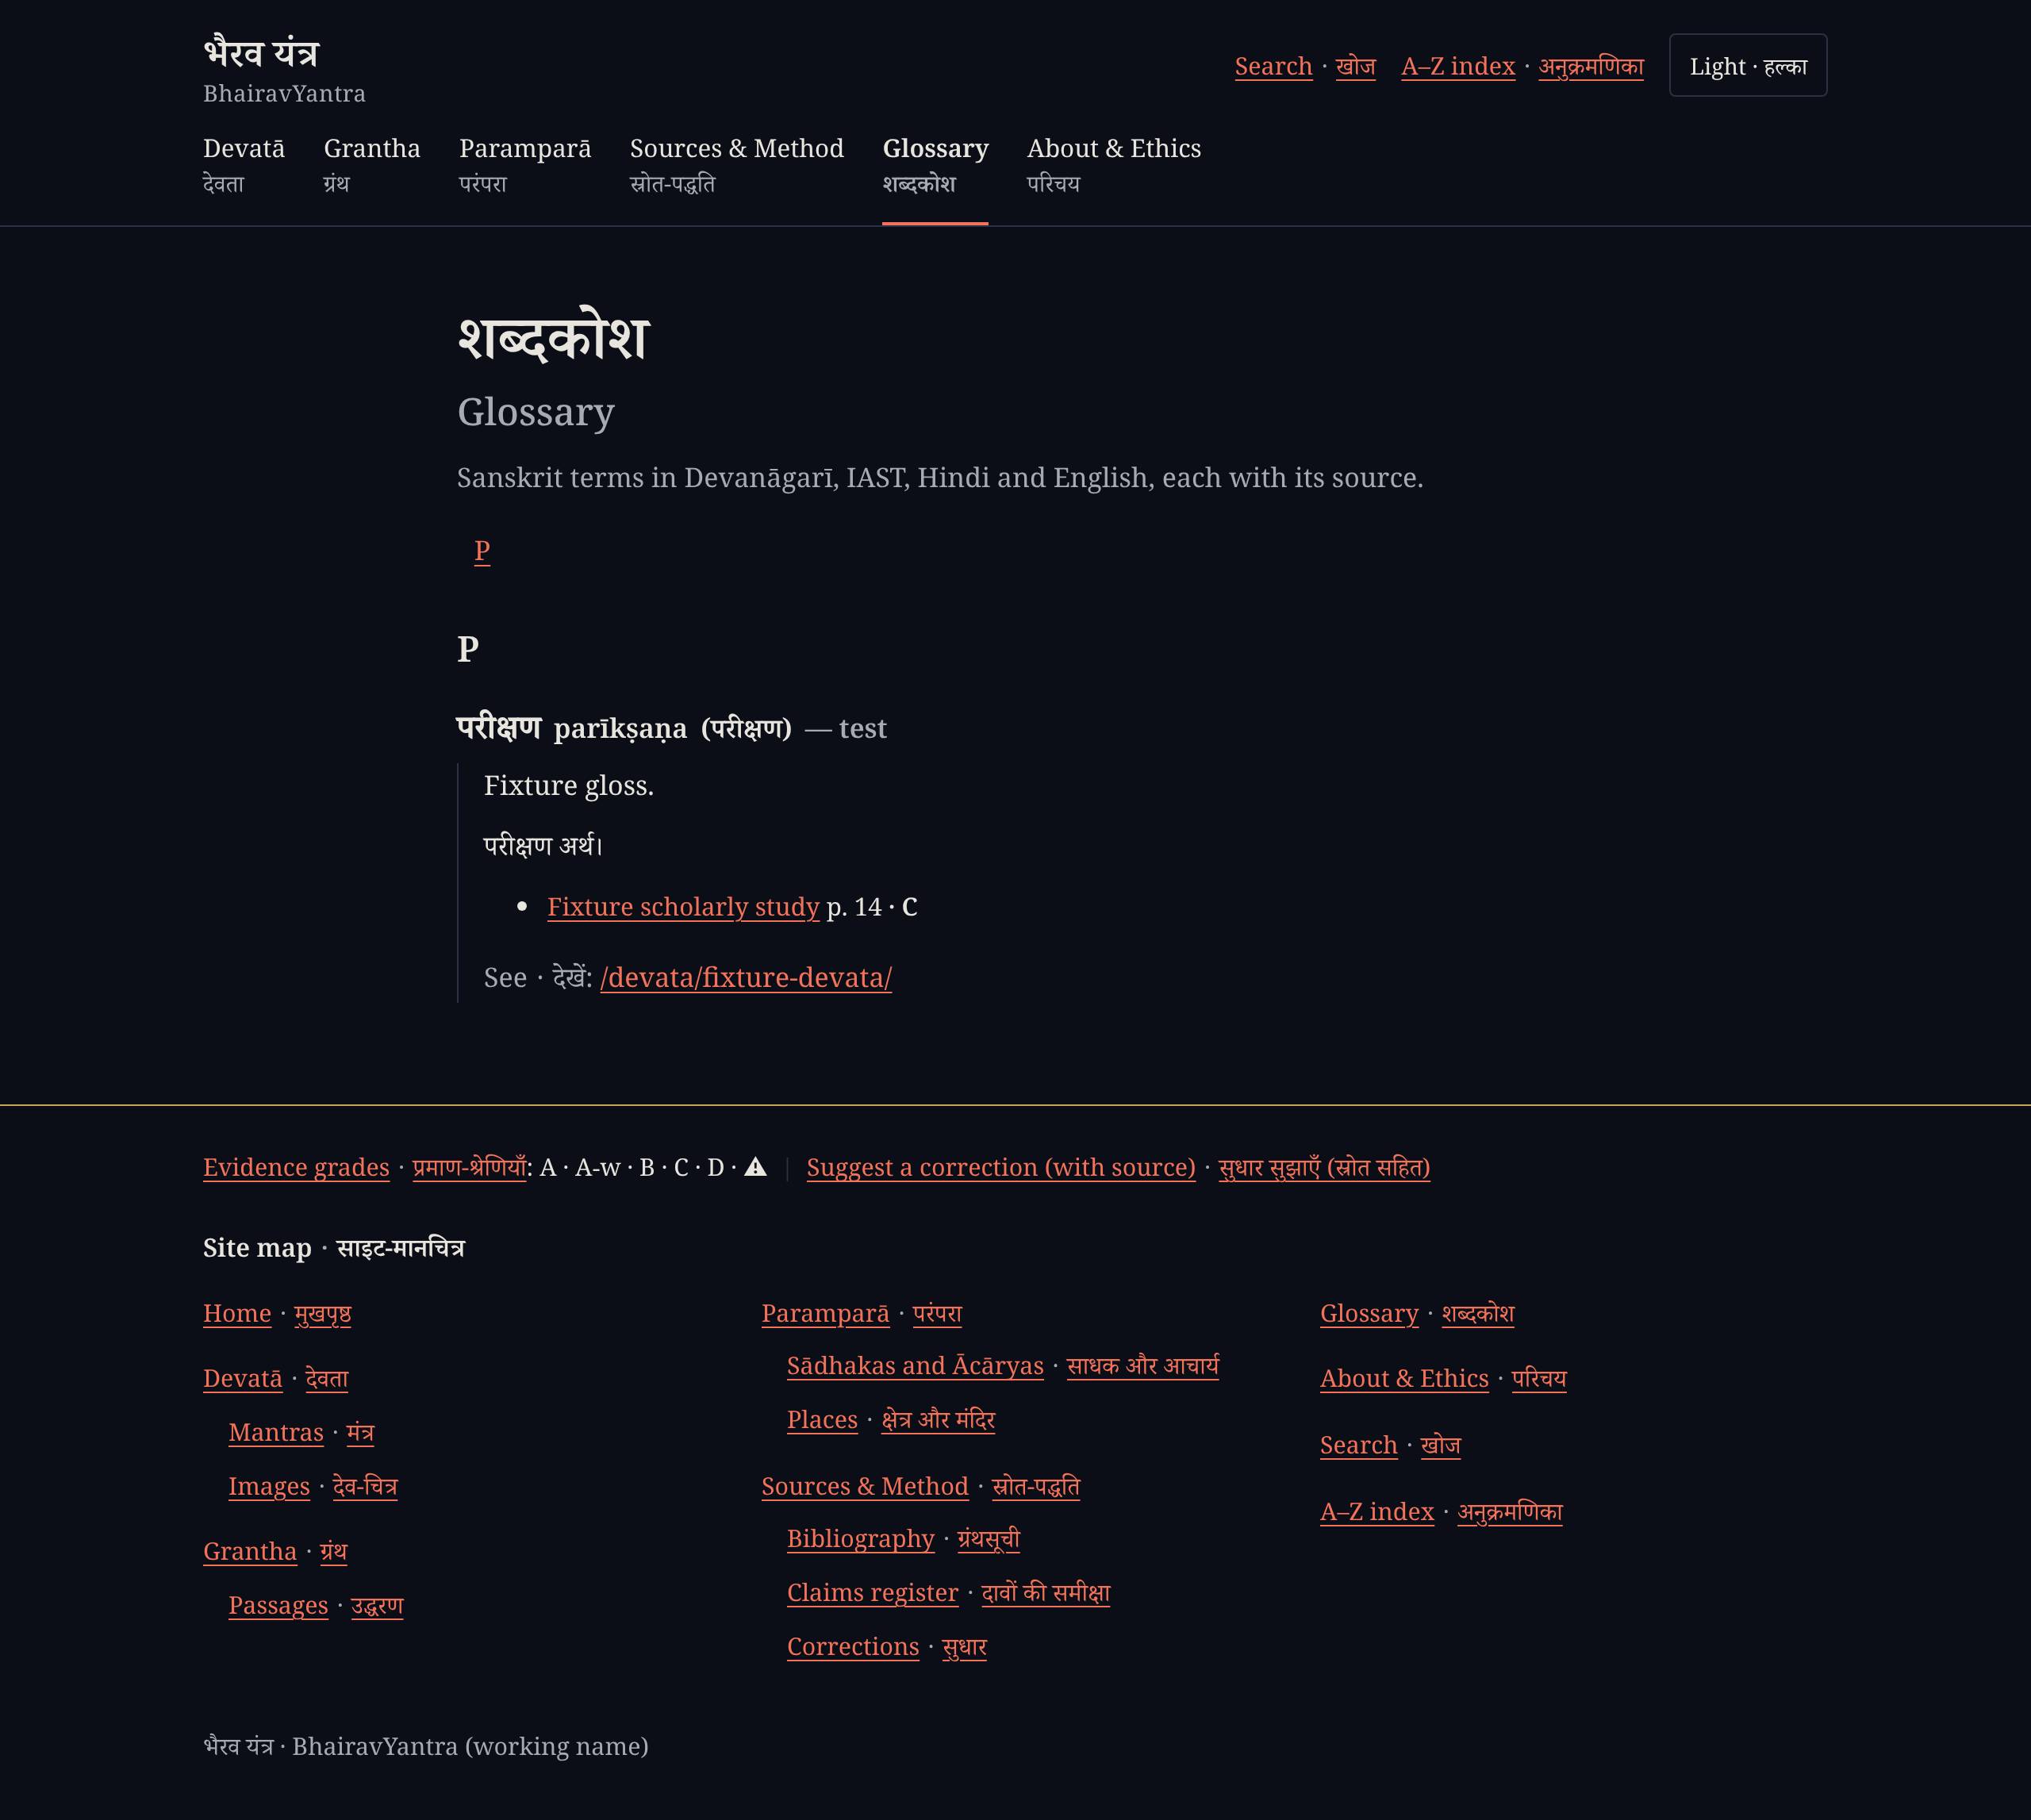 भैरव यंत्र
BhairavYantra
Search · खोज A–Z index · अनुक्रमणिका Light · हल्का
Devatā Grantha Paramparā Sources & Method Glossary About & Ethics
देवता ग्रंथ परंपरा स्रोत-पद्धति शब्दकोश परिचय
शब्दकोश
Glossary
Sanskrit terms in Devanāgarī, IAST, Hindi and English, each with its source.
P
P
परीक्षण parīkṣaṇa (परीक्षण) — test
Fixture gloss.
परीक्षण अर्थ।
• Fixture scholarly study p. 14 · C
See · देखें: /devata/fixture-devata/
Evidence grades · प्रमाण-श्रेणियाँ: A · A-w · B · C · D · ⚠ | Suggest a correction (with source) · सुधार सुझाएँ (स्रोत सहित)
Site map · साइट-मानचित्र
Home · मुखपृष्ठ
Devatā · देवता
Mantras · मंत्र
Images · देव-चित्र
Grantha · ग्रंथ
Passages · उद्धरण
Paramparā · परंपरा
Sādhakas and Ācāryas · साधक और आचार्य
Places · क्षेत्र और मंदिर
Sources & Method · स्रोत-पद्धति
Bibliography · ग्रंथसूची
Claims register · दावों की समीक्षा
Corrections · सुधार
Glossary · शब्दकोश
About & Ethics · परिचय
Search · खोज
A–Z index · अनुक्रमणिका
भैरव यंत्र · BhairavYantra (working name)